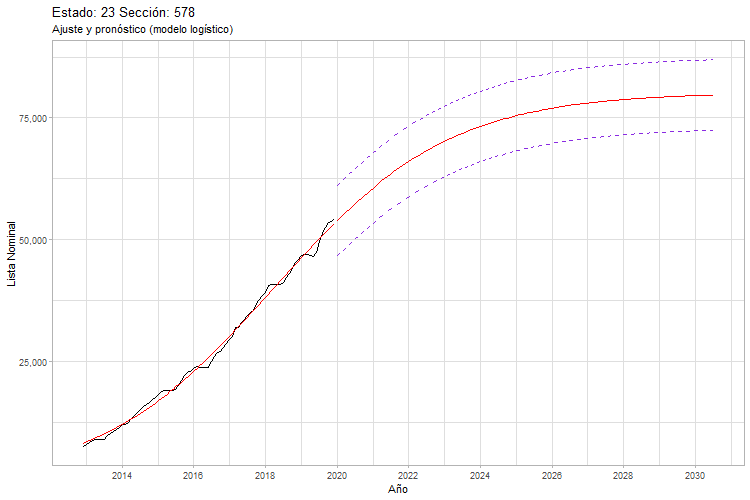 Estado: 23 Sección: 578
Ajuste y pronóstico (modelo logístico)
Lista Nominal
75,000
50,000
25,000
2014 2016 2018 2020 2022 2024 2026 2028 2030
Año